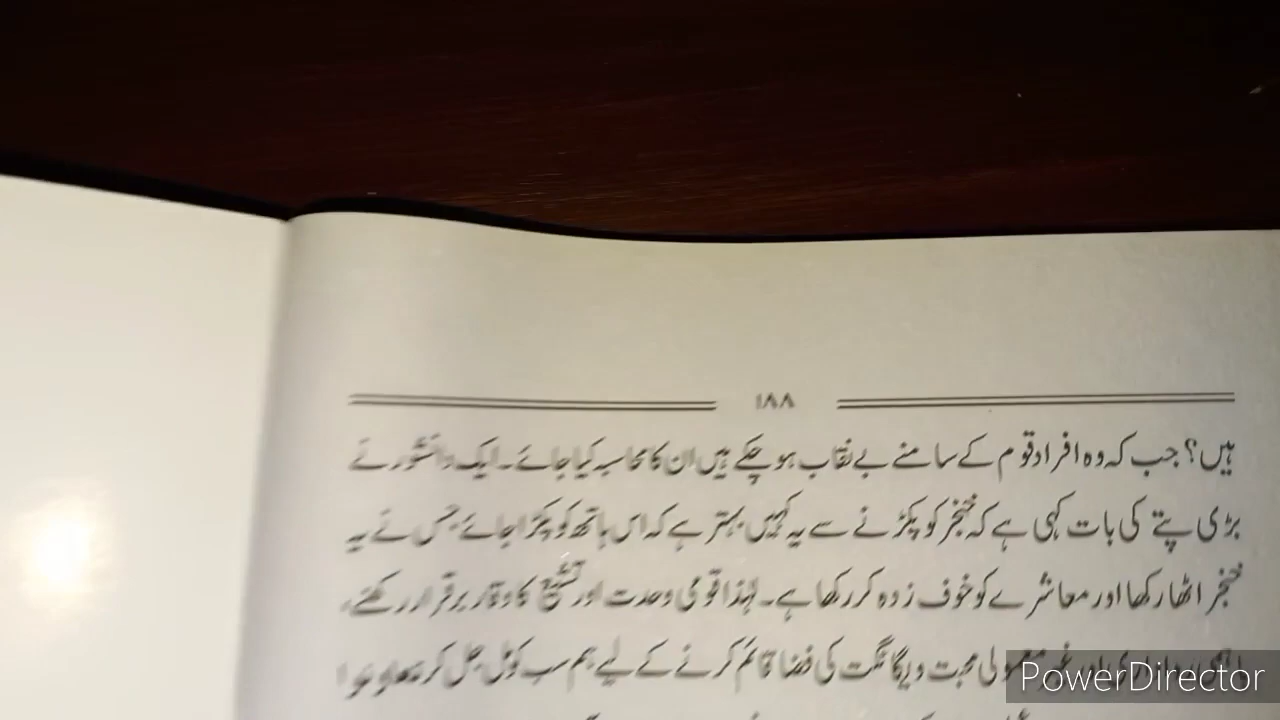 ۱۸۸
ہیں؟ جب کہ وہ افراد قوم کے سامنے بے نقاب ہو چکے ہیں ان کا محاسبہ کیا جائے۔ ایک دانشور نے
بڑی پتے کی بات کہی ہے کہ خنجر کو پکڑنے سے یہ کہیں بہتر ہے کہ اس ہاتھ کو پکڑا جائے جس نے یہ
خنجر اٹھا رکھا اور معاشرے کو خوف زدہ کر رکھا ہے۔ لہٰذا قومی وحدت اور تشیع کا وقار برقرار رکھنے،
محبت و یگانگت کی فضا قائم کرنے کے لیے ہم سب کو مل جل کر
PowerDirector